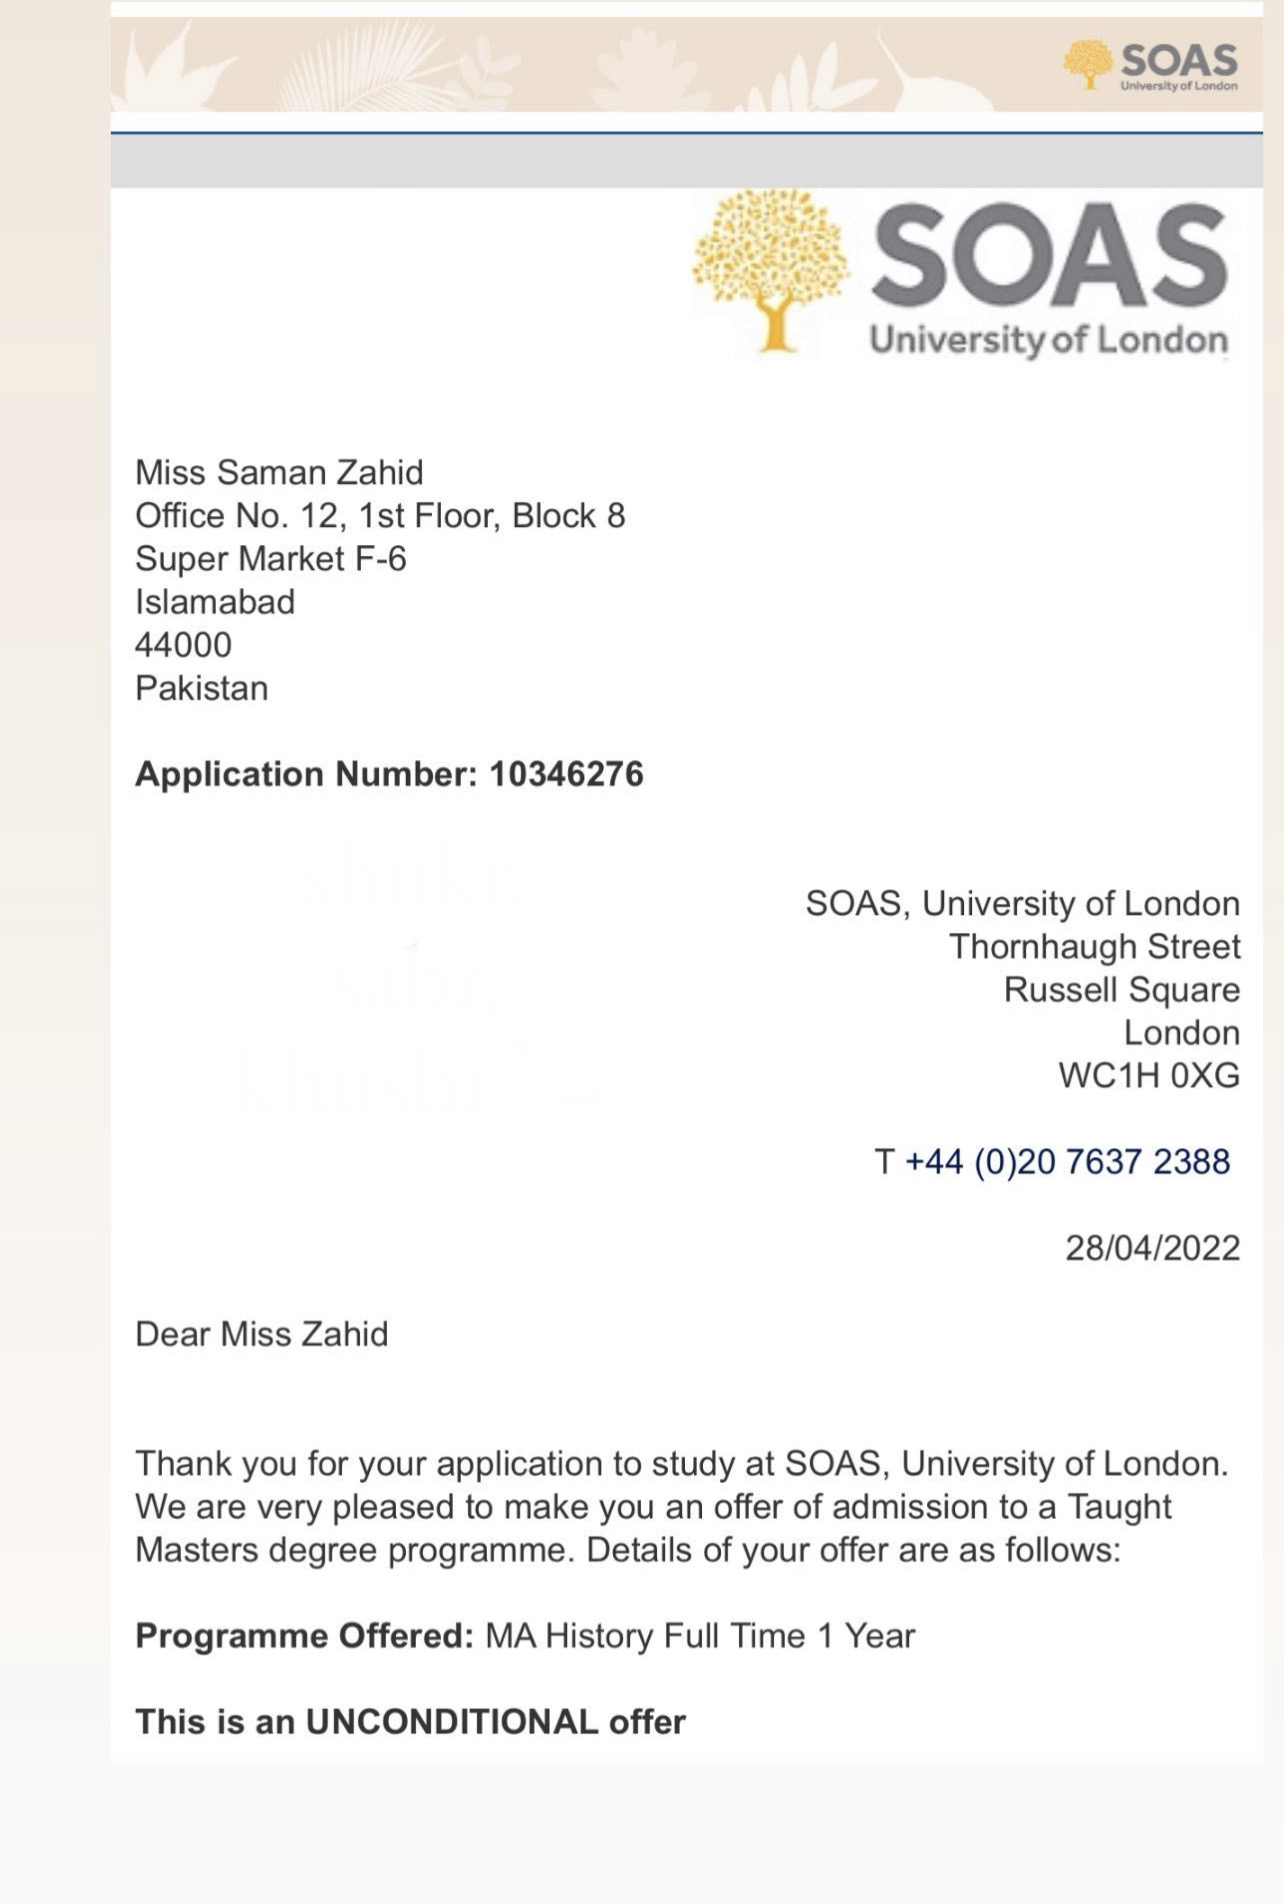 SOAS
University of London
SOAS
University of London
Miss Saman Zahid
Office No. 12, 1st Floor, Block 8
Super Market F-6
Islamabad
44000
Pakistan
Application Number: 10346276
SOAS, University of London
Thornhaugh Street
Russell Square
London
WC1H 0XG
T +44 (0)20 7637 2388
28/04/2022
Dear Miss Zahid
Thank you for your application to study at SOAS, University of London.
We are very pleased to make you an offer of admission to a Taught
Masters degree programme. Details of your offer are as follows:
Programme Offered: MA History Full Time 1 Year
This is an UNCONDITIONAL offer